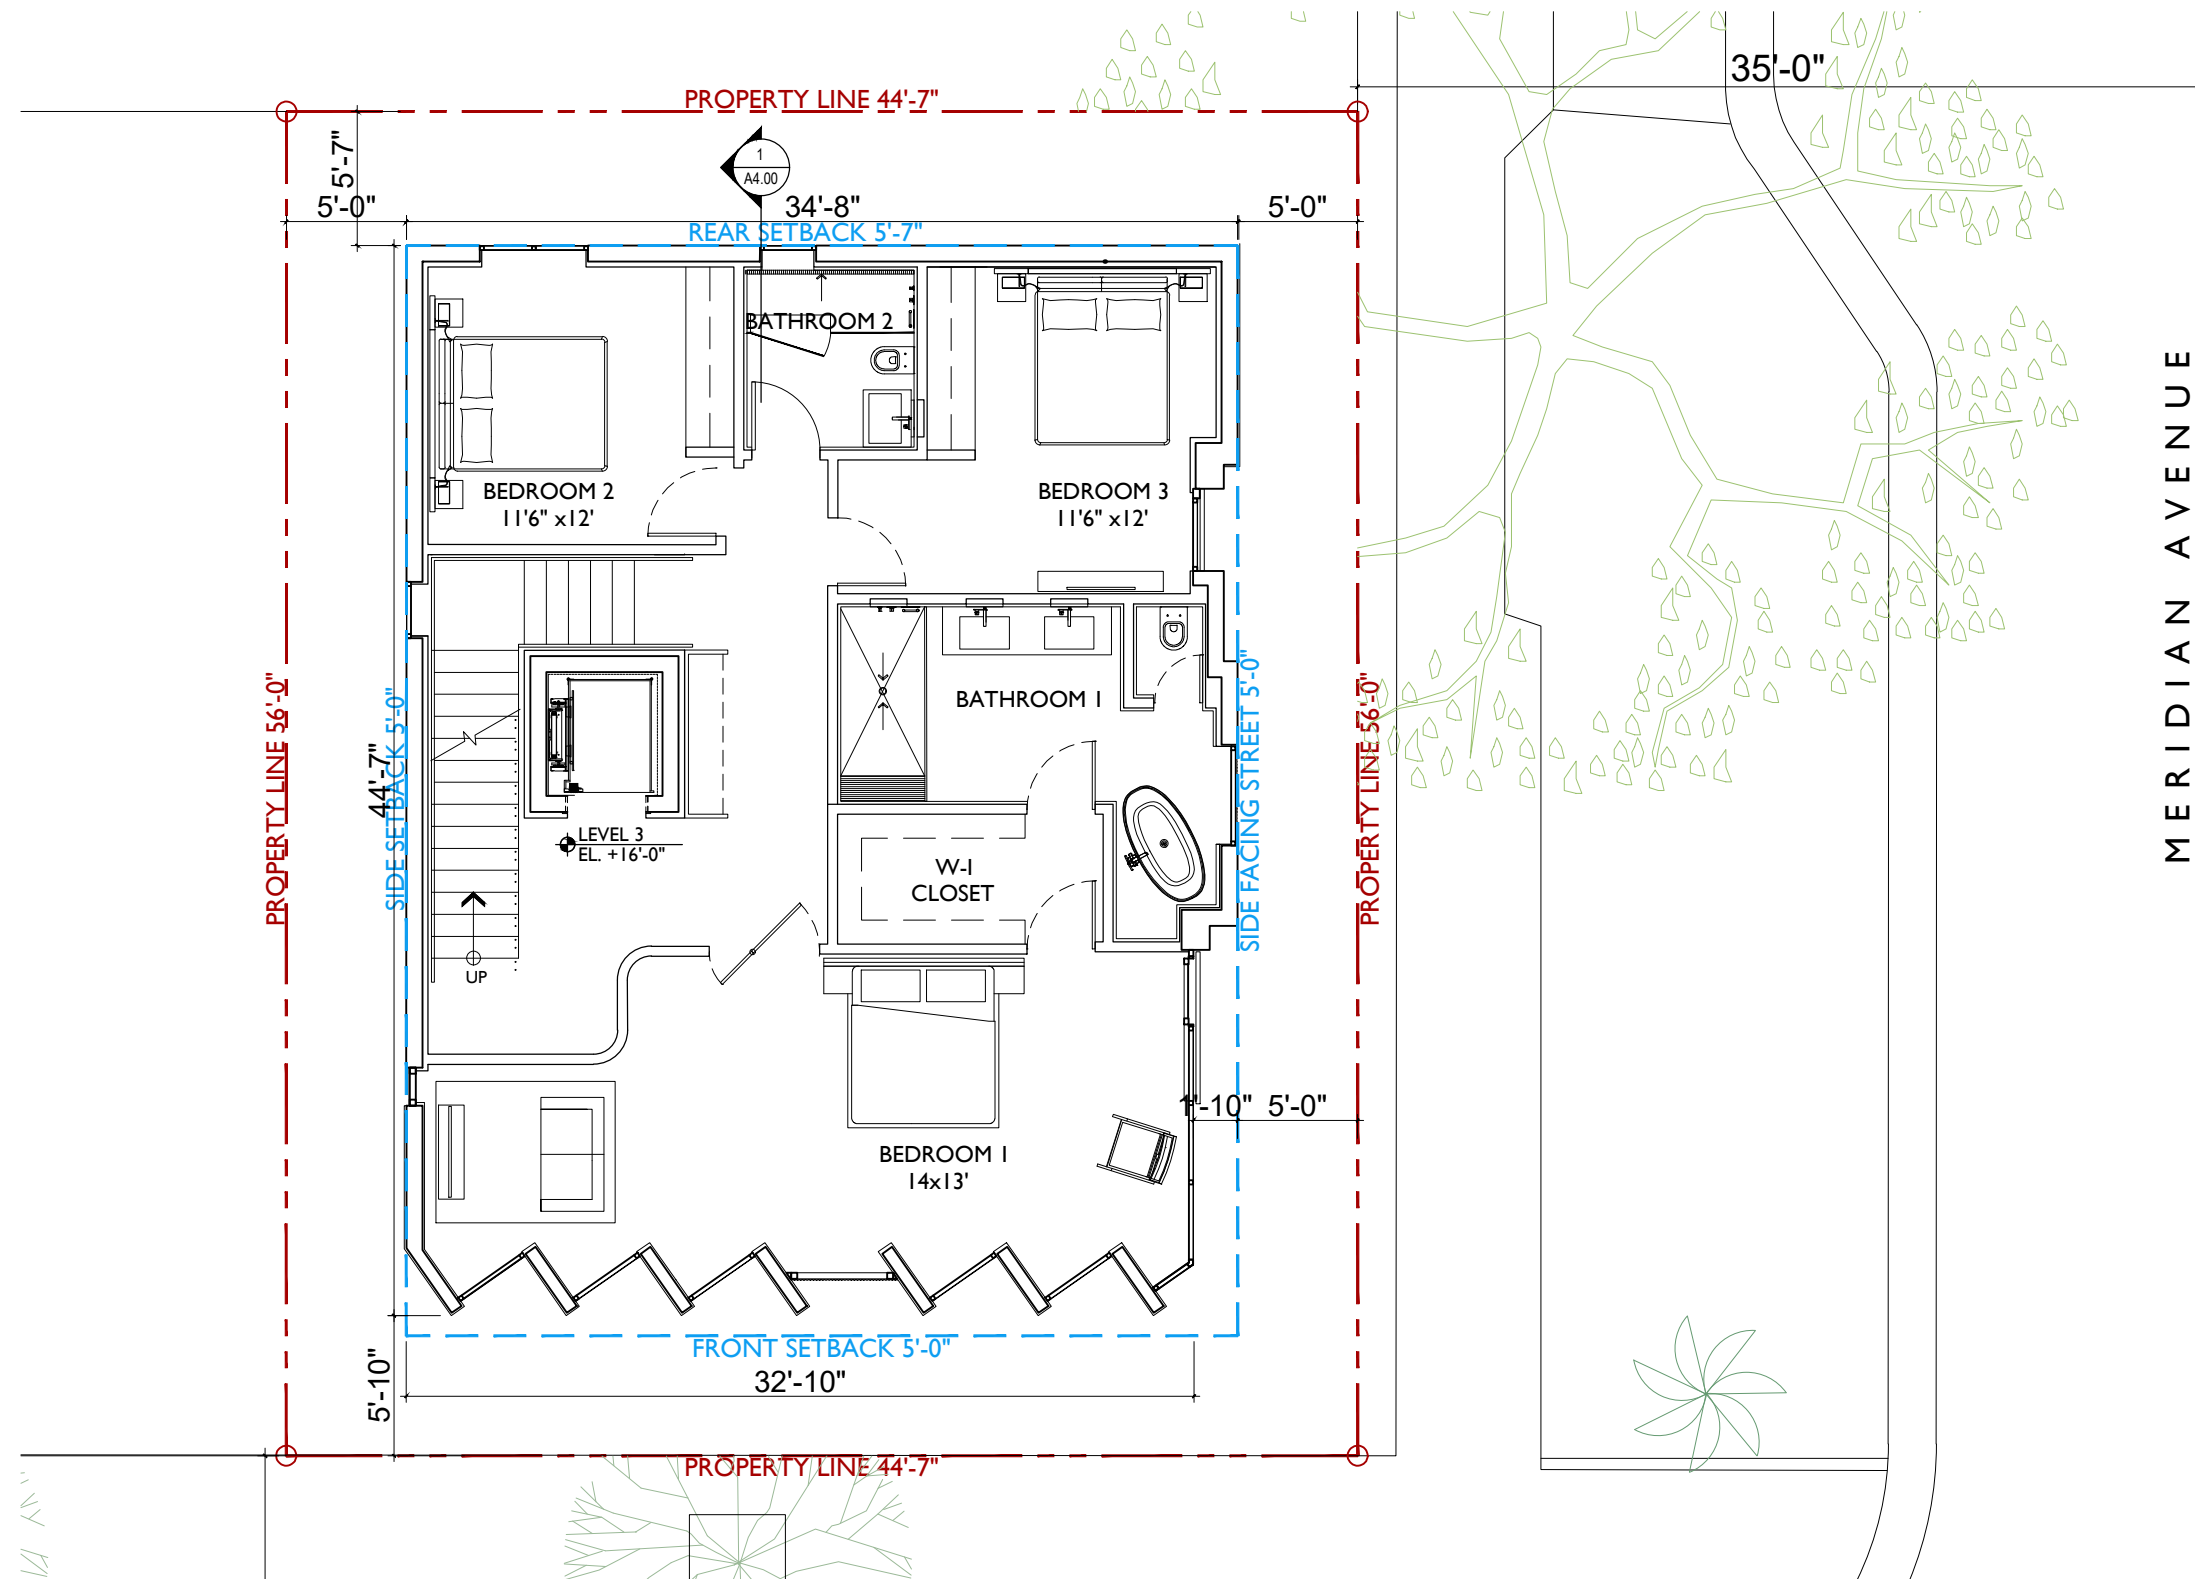 35'-0"
PROPERTY LINE 44'-7"
5'-7"
1
A4.00
5'-0"
34'-8"
5'-0"
REAR SETBACK 5'-7"
BATHROOM 2
BEDROOM 2
11'6" x12'
BEDROOM 3
11'6" x12'
MERIDIAN AVENUE
PROPERTY LINE 56'-0"
SIDE SETBACK 5'-0"
44'-7"
BATHROOM 1
SIDE FACING STREET 5'-0"
PROPERTY LINE 56'-0"
LEVEL 3
EL. +16'-0"
W-I
CLOSET
UP
1'-10"
5'-0"
BEDROOM 1
14x13'
FRONT SETBACK 5'-0"
32'-10"
5'-10"
PROPERTY LINE 44'-7"